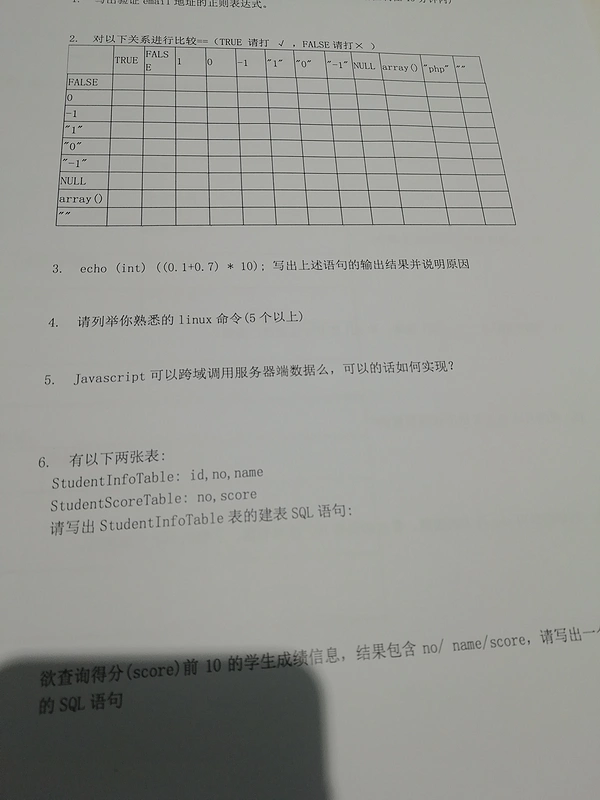 1. 写出验证 email 地址的正则表达式。
2. 对以下关系进行比较==（TRUE 请打 √ ，FALSE 请打× ）
TRUE FALSE 1 0 -1 "1" "0" "-1" NULL array() "php" ""
FALSE
0
-1
"1"
"0"
"-1"
NULL
array()
""
3. echo (int) ((0.1+0.7) * 10); 写出上述语句的输出结果并说明原因
4. 请列举你熟悉的 linux 命令(5 个以上)
5. Javascript 可以跨域调用服务器端数据么，可以的话如何实现？
6. 有以下两张表:
StudentInfoTable: id,no,name
StudentScoreTable: no,score
请写出 StudentInfoTable 表的建表 SQL 语句:
欲查询得分(score)前 10 的学生成绩信息，结果包含 no/ name/score，请写出一
的 SQL 语句